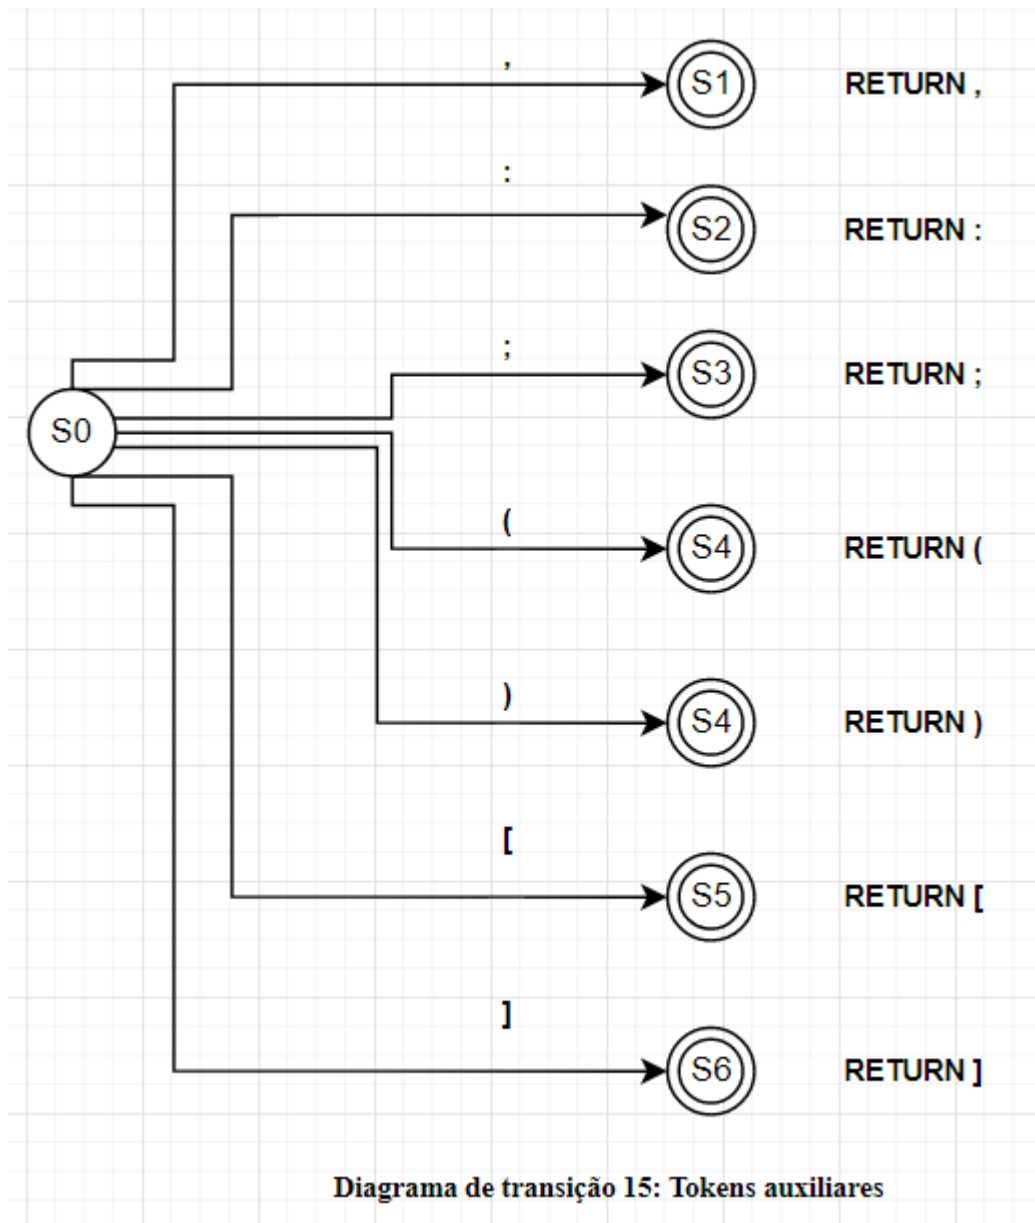 ,
S1 RETURN ,
:
S2 RETURN :
;
S3 RETURN ;
S0
(
S4 RETURN (
)
S4 RETURN )
[
S5 RETURN [
]
S6 RETURN ]
Diagrama de transição 15: Tokens auxiliares